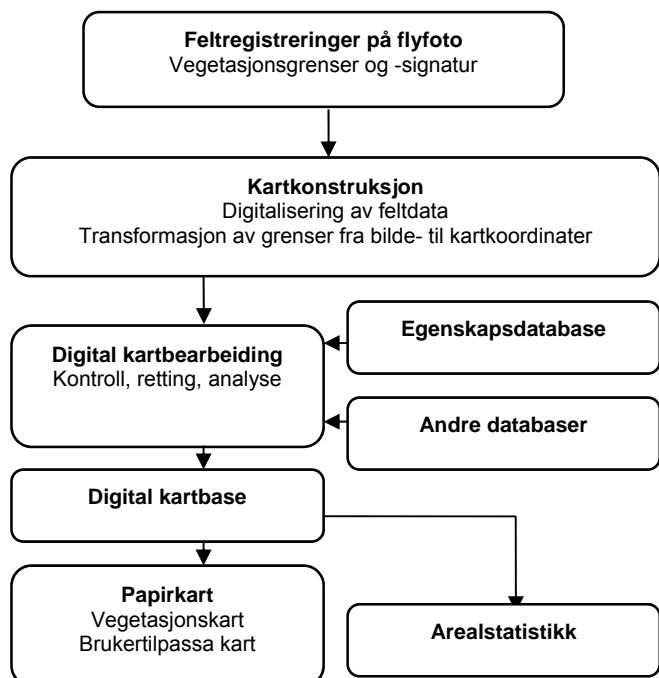 Feltregistreringer på flyfoto
Vegetasjonsgrenser og -signatur
Kartkonstruksjon
Digitalisering av feltdata
Transformasjon av grenser fra bilde- til kartkoordinater
Egenskapsdatabase
Digital kartbearbeiding
Kontroll, retting, analyse
Andre databaser
Digital kartbase
Papirkart
Vegetasjonskart
Brukertilpassa kart
Arealstatistikk